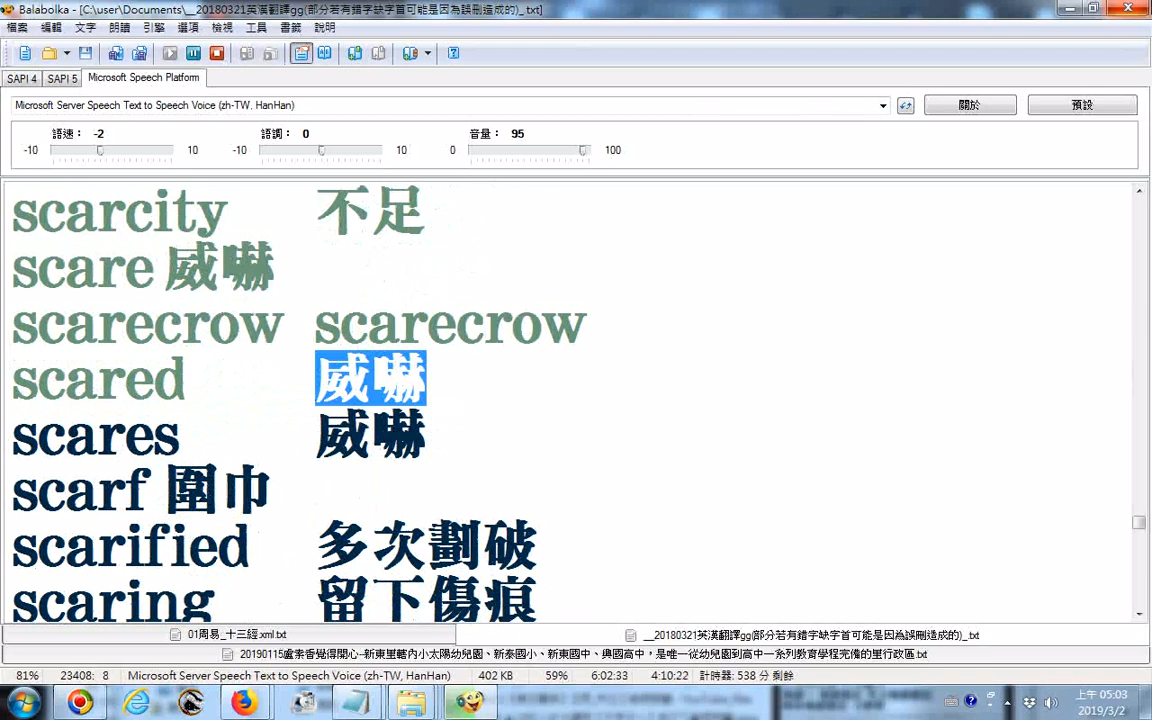 Balabolka - [C:\user\Documents\__20180321英漢翻譯gg(部分若有錯字缺字首可能是因為誤刪造成的)_.txt]
檔案 編輯 文字 朗讀 引擎 選項 檢視 工具 書籤 說明
SAPI 4 SAPI 5 Microsoft Speech Platform
Microsoft Server Speech Text to Speech Voice (zh-TW, HanHan) 關於 預設
語速： -2 語調： 0 音量： 95
-10 10 -10 10 0 100
scarcity 不足
scare 威嚇
scarecrow scarecrow
scared 威嚇
scares 威嚇
scarf 圍巾
scarified 多次劃破
scaring 留下傷痕
01周易_十三經.xml.txt __20180321英漢翻譯gg(部分若有錯字缺字首可能是因為誤刪造成的)_.txt
20190115盧素香覺得開心--新東里轄內小太陽幼兒園、新泰國小、新東國中、典國高中，是唯一從幼兒園到高中一系列教育學程完備的里行政區.txt
81% 23408: 8 Microsoft Server Speech Text to Speech Voice (zh-TW, HanHan) 402 KB 59% 6:02:33 4:10:22 計時器: 538 分 剩餘
上午 05:03
2019/3/2